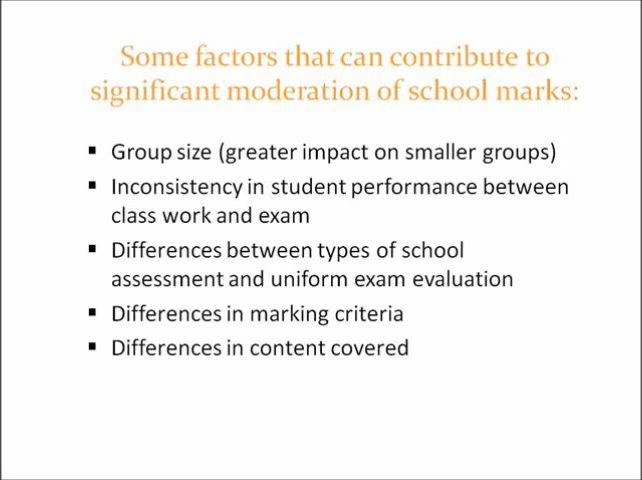 Some factors that can contribute to
significant moderation of school marks:
▪ Group size (greater impact on smaller groups)
▪ Inconsistency in student performance between
class work and exam
▪ Differences between types of school
assessment and uniform exam evaluation
▪ Differences in marking criteria
▪ Differences in content covered